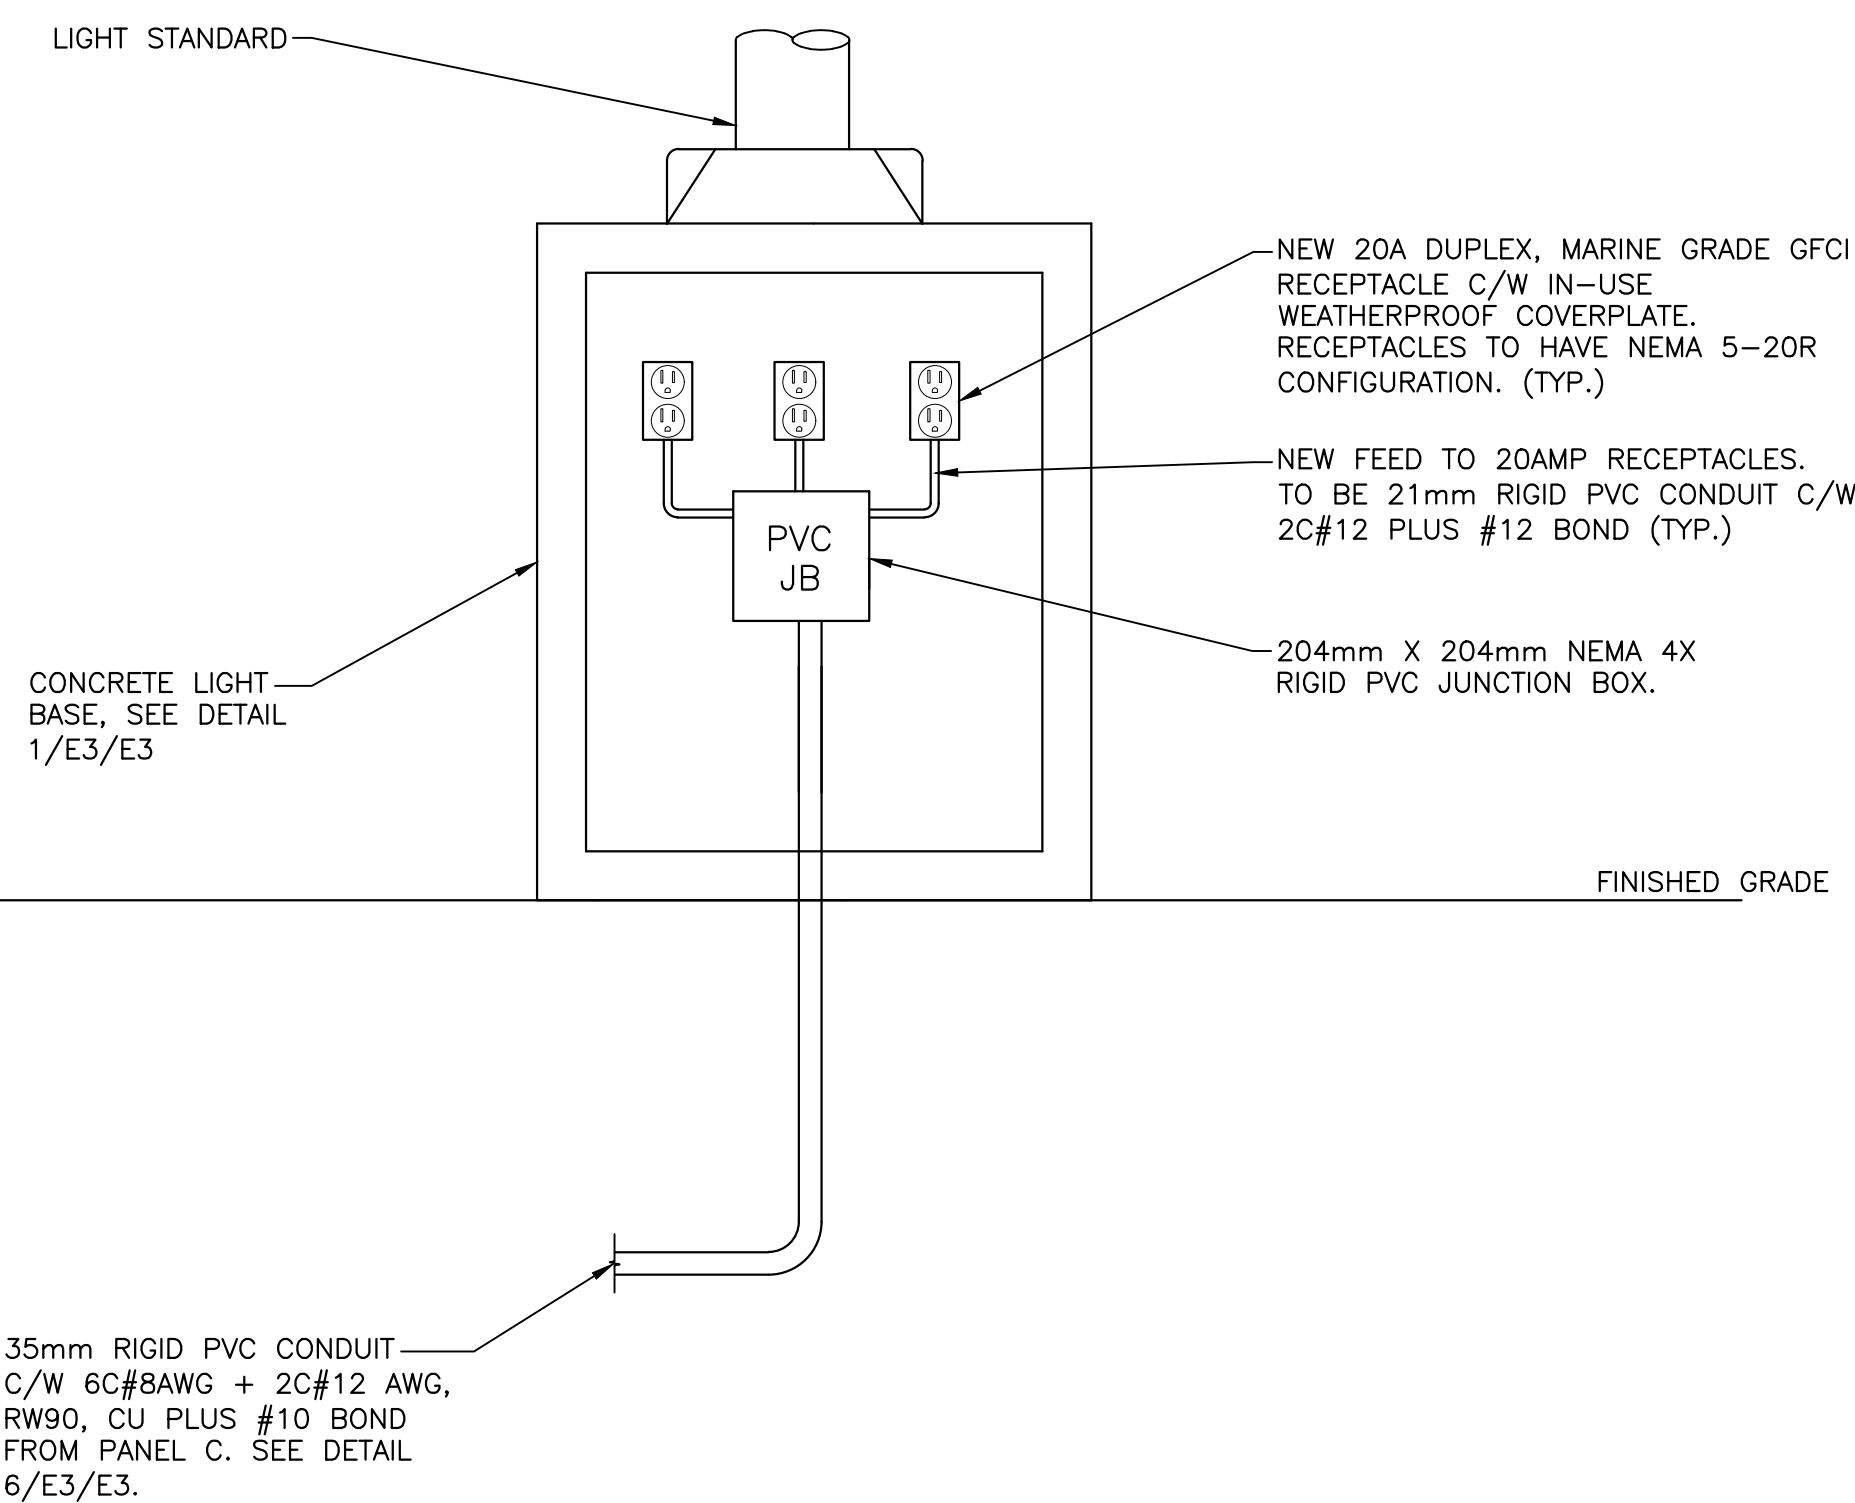 LIGHT STANDARD
NEW 20A DUPLEX, MARINE GRADE GFCI
RECEPTACLE C/W IN-USE
WEATHERPROOF COVERPLATE.
RECEPTACLES TO HAVE NEMA 5-20R
CONFIGURATION. (TYP.)
NEW FEED TO 20AMP RECEPTACLES.
TO BE 21mm RIGID PVC CONDUIT C/W
2C#12 PLUS #12 BOND (TYP.)
PVC
JB
204mm X 204mm NEMA 4X
RIGID PVC JUNCTION BOX.
CONCRETE LIGHT
BASE, SEE DETAIL
1/E3/E3
FINISHED GRADE
35mm RIGID PVC CONDUIT
C/W 6C#8AWG + 2C#12 AWG,
RW90, CU PLUS #10 BOND
FROM PANEL C. SEE DETAIL
6/E3/E3.